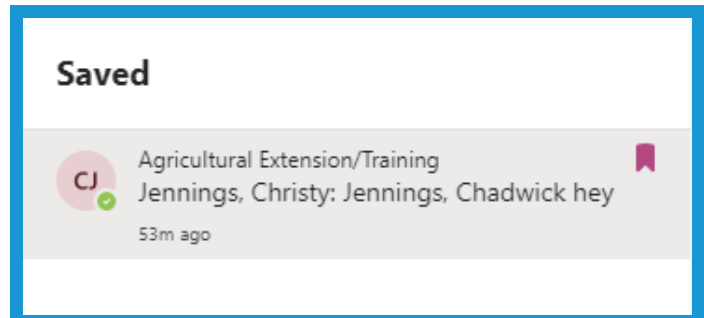 Saved
Agricultural Extension/Training
CJ
Jennings, Christy: Jennings, Chadwick hey
53m ago